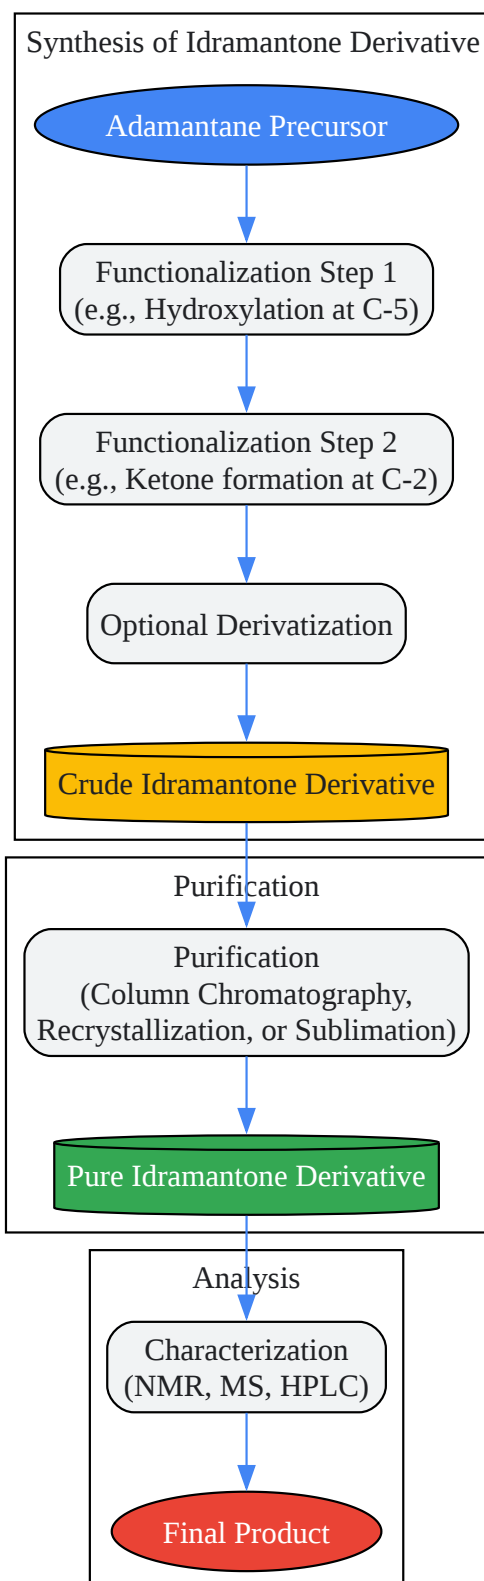 Synthesis of Idramantone Derivative
Adamantane Precursor
Functionalization Step 1
(e.g., Hydroxylation at C-5)
Functionalization Step 2
(e.g., Ketone formation at C-2)
Optional Derivatization
Crude Idramantone Derivative
Purification
Purification
(Column Chromatography,
Recrystallization, or Sublimation)
Pure Idramantone Derivative
Analysis
Characterization
(NMR, MS, HPLC)
Final Product